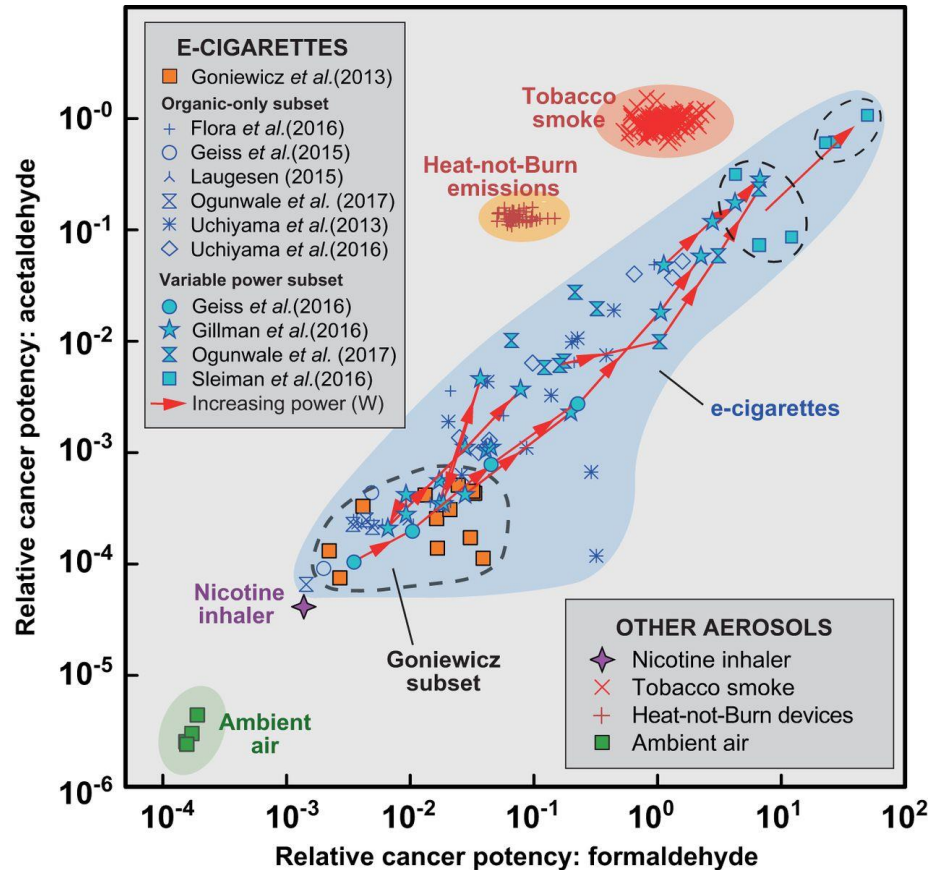 E-CIGARETTES
Goniewicz et al.(2013)
Organic-only subset
Flora et al.(2016)
Geiss et al.(2015)
Laugesen (2015)
Ogunwale et al. (2017)
Uchiyama et al.(2013)
Uchiyama et al.(2016)
Variable power subset
Geiss et al.(2016)
Gillman et al.(2016)
Ogunwale et al. (2017)
Sleiman et al.(2016)
Increasing power (W)
Tobacco
smoke
Heat-not-Burn
emissions
e-cigarettes
Nicotine
inhaler
Goniewicz
subset
Ambient
air
OTHER AEROSOLS
Nicotine inhaler
Tobacco smoke
Heat-not-Burn devices
Ambient air
Relative cancer potency: acetaldehyde
10⁻⁰
10⁻¹
10⁻²
10⁻³
10⁻⁴
10⁻⁵
10⁻⁶
10⁻⁴ 10⁻³ 10⁻² 10⁻¹ 10⁰ 10¹ 10²
Relative cancer potency: formaldehyde